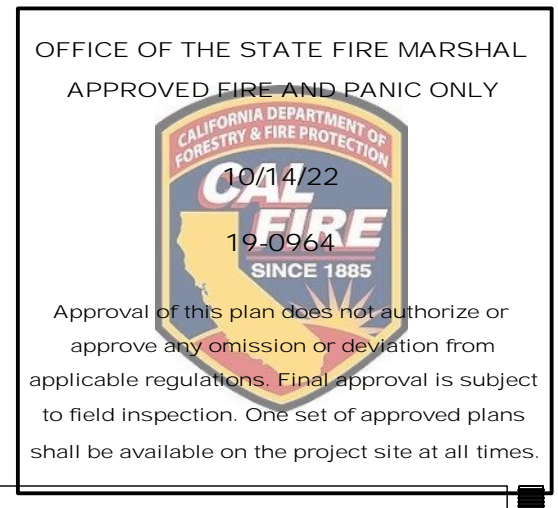 OFFICE OF THE STATE FIRE MARSHAL
APPROVED FIRE AND PANIC ONLY
CALIFORNIA DEPARTMENT OF
FORESTRY & FIRE PROTECTION
CAL
10/14/22
FIRE
19-0964
SINCE 1885
Approval of this plan does not authorize or
approve any omission or deviation from
applicable regulations. Final approval is subject
to field inspection. One set of approved plans
shall be available on the project site at all times.